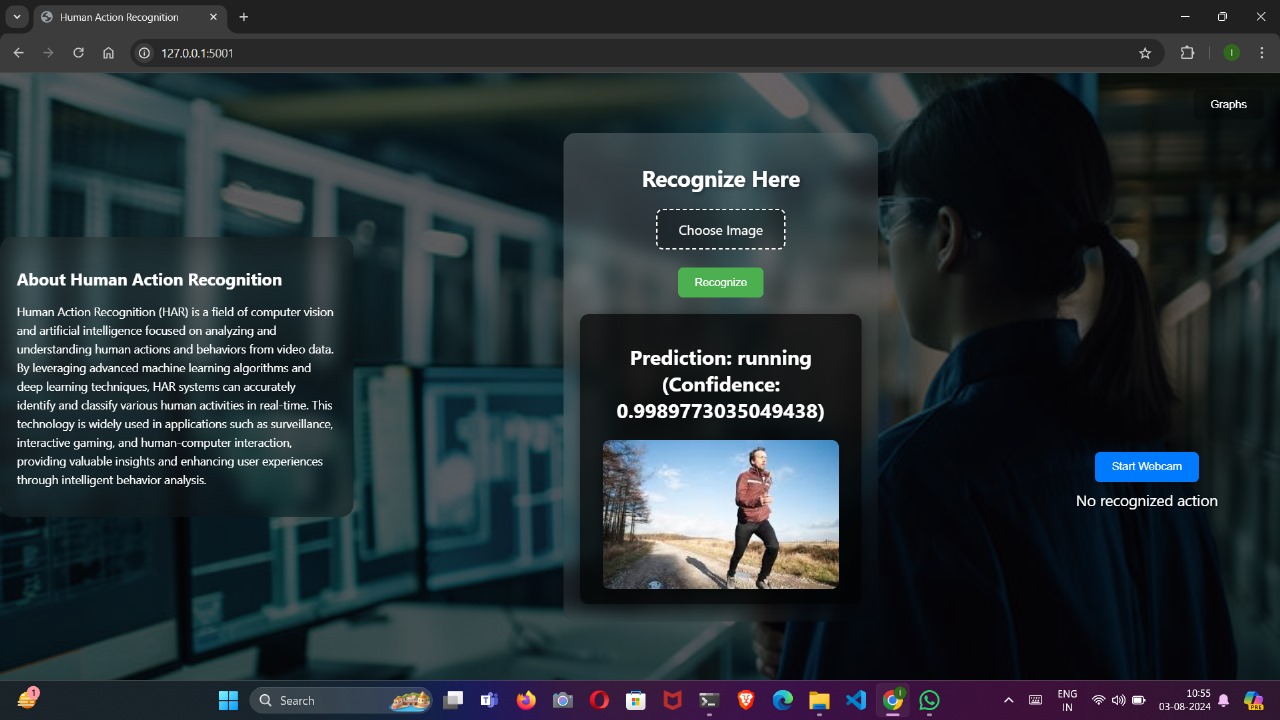 Human Action Recognition
127.0.0.1:5001
Graphs
Recognize Here
Choose Image
Recognize
About Human Action Recognition
Human Action Recognition (HAR) is a field of computer vision
and artificial intelligence focused on analyzing and
understanding human actions and behaviors from video data.
By leveraging advanced machine learning algorithms and
deep learning techniques, HAR systems can accurately
identify and classify various human activities in real-time. This
technology is widely used in applications such as surveillance,
interactive gaming, and human-computer interaction,
providing valuable insights and enhancing user experiences
through intelligent behavior analysis.
Prediction: running
(Confidence:
0.9989773035049438)
Start Webcam
No recognized action
1
Search
ENG
IN
10:55
03-08-2024
PRE